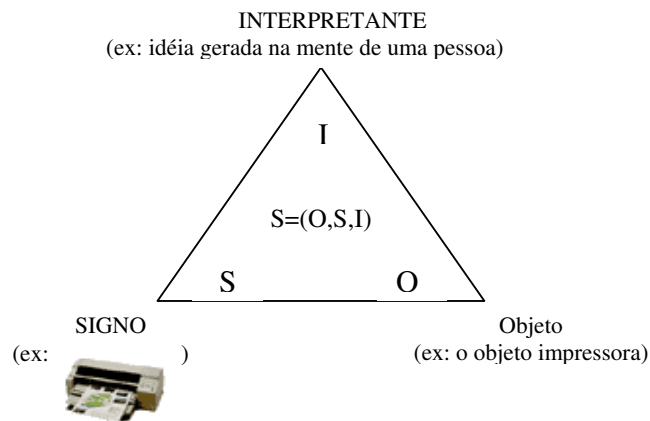 INTERPRETANTE
(ex: idéia gerada na mente de uma pessoa)
I
S=(O,S,I)
S O
SIGNO Objeto
(ex: ) (ex: o objeto impressora)